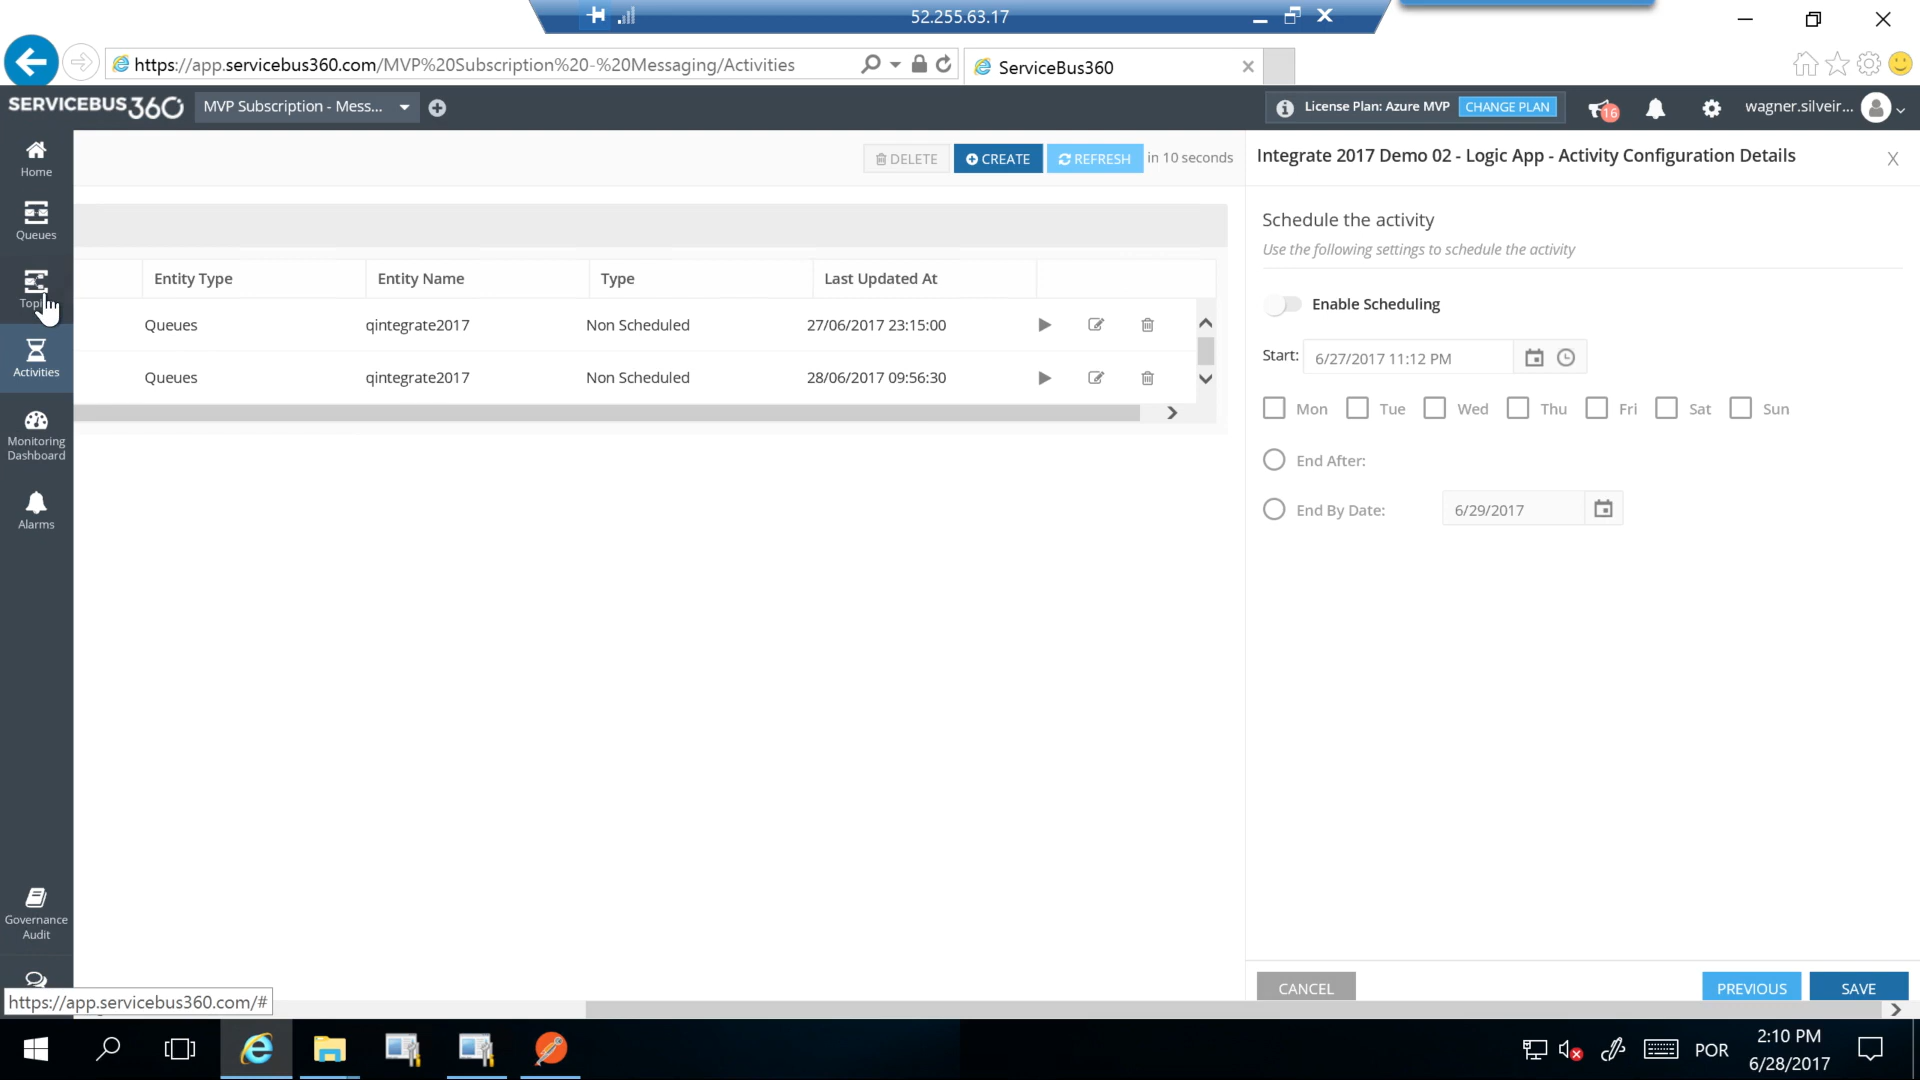 52.255.63.17
https://app.servicebus360.com/MVP%20Subscription%20-%20Messaging/Activities
ServiceBus360
SERVICEBUS360
MVP Subscription - Mess...
License Plan: Azure MVP
CHANGE PLAN
16
wagner.silveir...
Home
Queues
Activities
Monitoring
Dashboard
Alarms
Governance
Audit
DELETE
CREATE
REFRESH
in 10 seconds
Entity Type
Entity Name
Type
Last Updated At
Queues
qintegrate2017
Non Scheduled
27/06/2017 23:15:00
Queues
qintegrate2017
Non Scheduled
28/06/2017 09:56:30
Integrate 2017 Demo 02 - Logic App - Activity Configuration Details
X
Schedule the activity
Use the following settings to schedule the activity
Enable Scheduling
Start:
6/27/2017 11:12 PM
Mon
Tue
Wed
Thu
Fri
Sat
Sun
End After:
End By Date:
6/29/2017
CANCEL
PREVIOUS
SAVE
https://app.servicebus360.com/#
POR
2:10 PM
6/28/2017